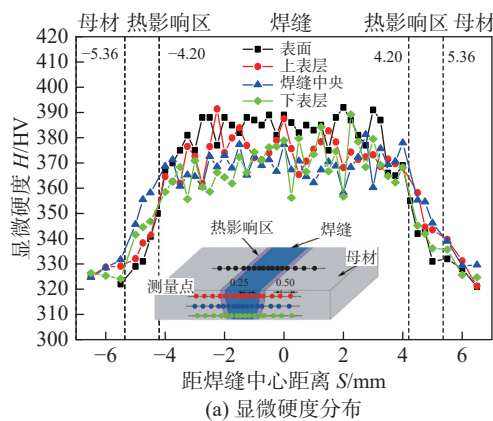 母材 热影响区 焊缝 热影响区 母材
−5.36 −4.20 4.20 5.36
表面
上表层
焊缝中央
下表层
420
410
400
390
380
370
360
350
340
330
320
310
300
显微硬度 H/HV
热影响区 焊缝
母材
测量点
0.25 0.50
−6 −4 −2 0 2 4 6
距焊缝中心距离 S/mm
(a) 显微硬度分布